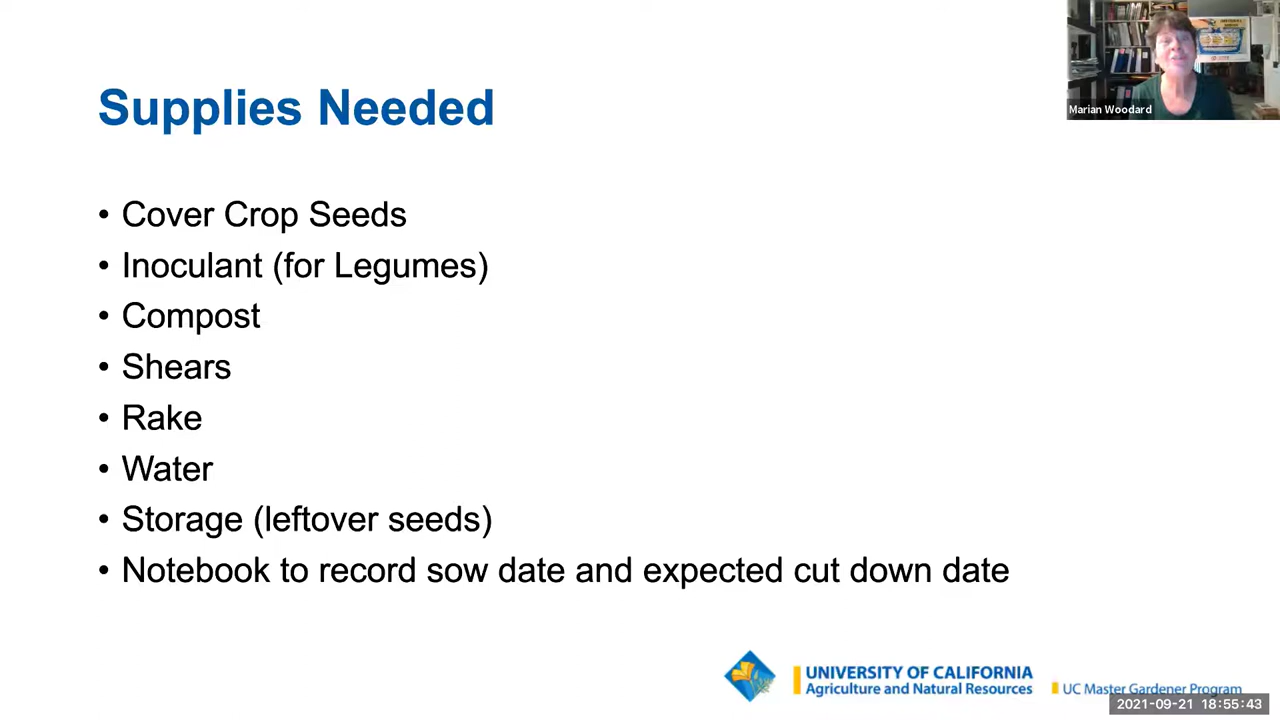 Supplies Needed
Marian Woodard
• Cover Crop Seeds
• Inoculant (for Legumes)
• Compost
• Shears
• Rake
• Water
• Storage (leftover seeds)
• Notebook to record sow date and expected cut down date
UNIVERSITY OF CALIFORNIA
Agriculture and Natural Resources
UC Master Gardener Program
2021-09-21 18:55:43